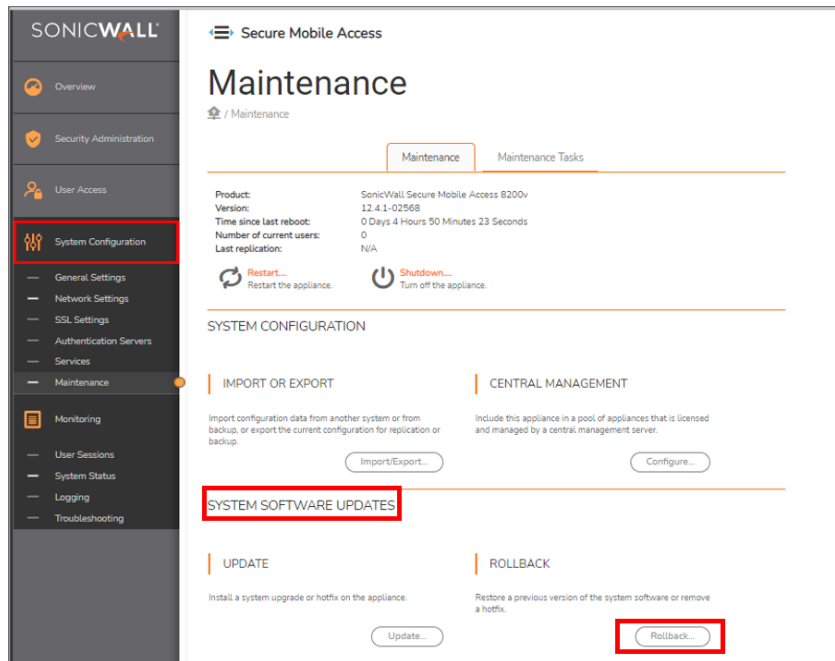 SONICWALL
Secure Mobile Access
Overview
Security Administration
User Access
System Configuration
General Settings
Network Settings
SSL Settings
Authentication Servers
Services
Maintenance
Monitoring
User Sessions
System Status
Logging
Troubleshooting
Maintenance
/ Maintenance
Maintenance Maintenance Tasks
Product: SonicWall Secure Mobile Access 8200v
Version: 12.4.1-02568
Time since last reboot: 0 Days 4 Hours 50 Minutes 23 Seconds
Number of current users: 0
Last replication: N/A
Restart.... Shutdown....
Restart the appliance. Turn off the appliance.
SYSTEM CONFIGURATION
IMPORT OR EXPORT
Import configuration data from another system or from
backup, or export the current configuration for replication or
backup.
Import/Export...
CENTRAL MANAGEMENT
Include this appliance in a pool of appliances that is licensed
and managed by a central management server.
Configure...
SYSTEM SOFTWARE UPDATES
UPDATE
Install a system upgrade or hotfix on the appliance.
Update...
ROLLBACK
Restore a previous version of the system software or remove
a hotfix.
Rollback...